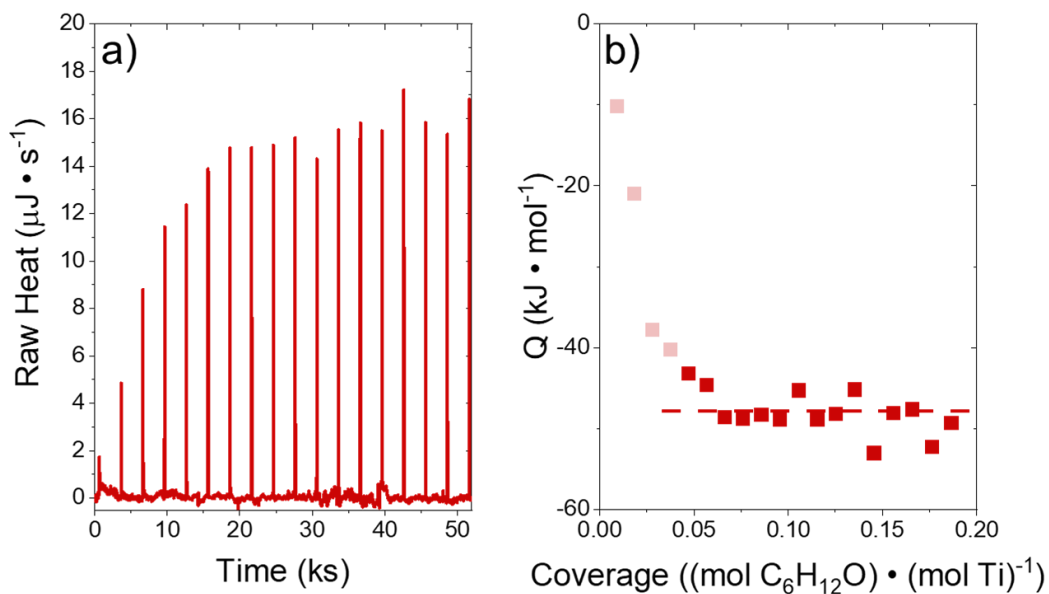 a)
20
18
16
14
12
10
8
6
4
2
0
Raw Heat (μJ • s⁻¹)
0 10 20 30 40 50
Time (ks)
b)
0
-20
-40
-60
Q (kJ • mol⁻¹)
0.00 0.05 0.10 0.15 0.20
Coverage ((mol C₆H₁₂O) • (mol Ti)⁻¹)